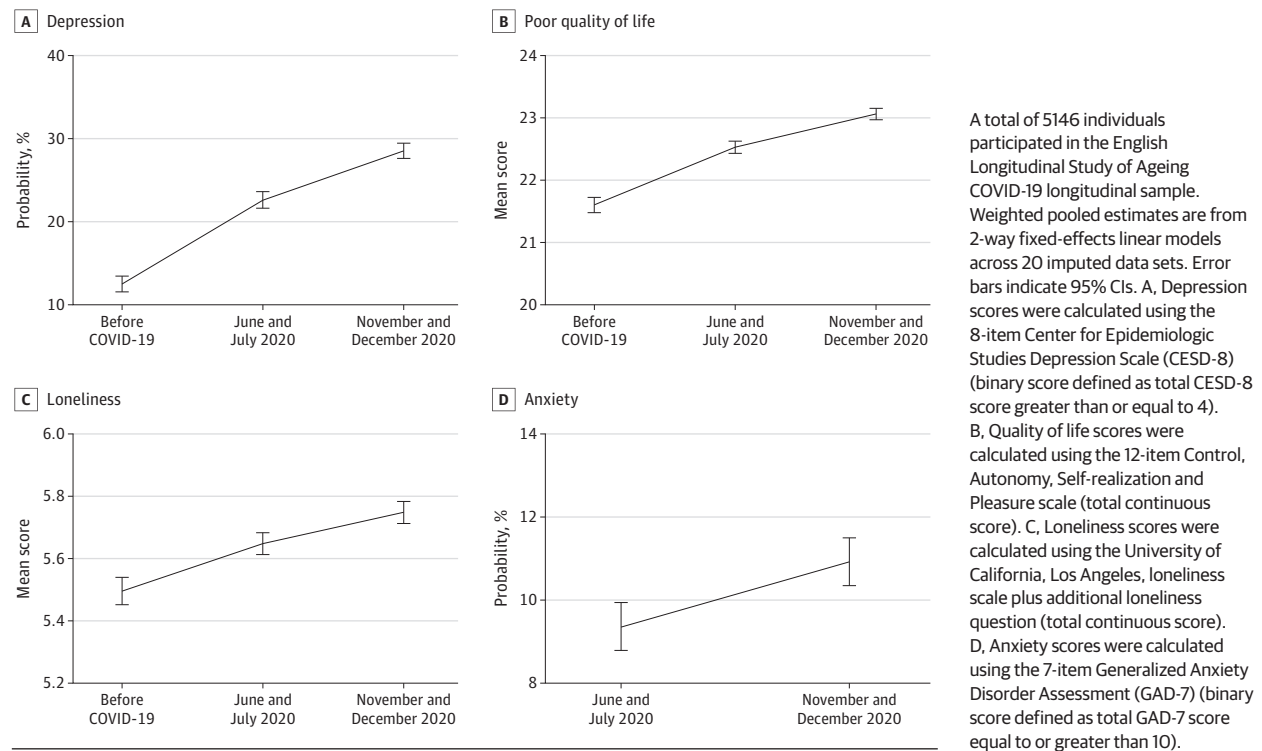 A Depression
40
30
20
10
Probability, %
Before
COVID-19
June and
July 2020
November and
December 2020
B Poor quality of life
24
23
22
21
20
Mean score
Before
COVID-19
June and
July 2020
November and
December 2020
C Loneliness
6.0
5.8
5.6
5.4
5.2
Mean score
Before
COVID-19
June and
July 2020
November and
December 2020
D Anxiety
14
12
10
8
Probability, %
June and
July 2020
November and
December 2020
A total of 5146 individuals
participated in the English
Longitudinal Study of Ageing
COVID-19 longitudinal sample.
Weighted pooled estimates are from
2-way fixed-effects linear models
across 20 imputed data sets. Error
bars indicate 95% CIs. A, Depression
scores were calculated using the
8-item Center for Epidemiologic
Studies Depression Scale (CESD-8)
(binary score defined as total CESD-8
score greater than or equal to 4).
B, Quality of life scores were
calculated using the 12-item Control,
Autonomy, Self-realization and
Pleasure scale (total continuous
score). C, Loneliness scores were
calculated using the University of
California, Los Angeles, loneliness
scale plus additional loneliness
question (total continuous score).
D, Anxiety scores were calculated
using the 7-item Generalized Anxiety
Disorder Assessment (GAD-7) (binary
score defined as total GAD-7 score
equal to or greater than 10).